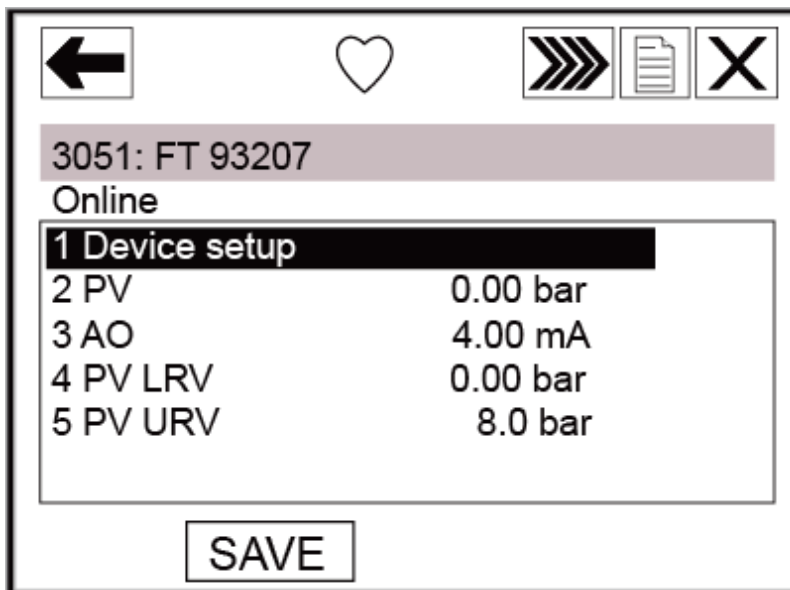 3051: FT 93207
Online
1 Device setup
2 PV 0.00 bar
3 AO 4.00 mA
4 PV LRV 0.00 bar
5 PV URV 8.0 bar
SAVE